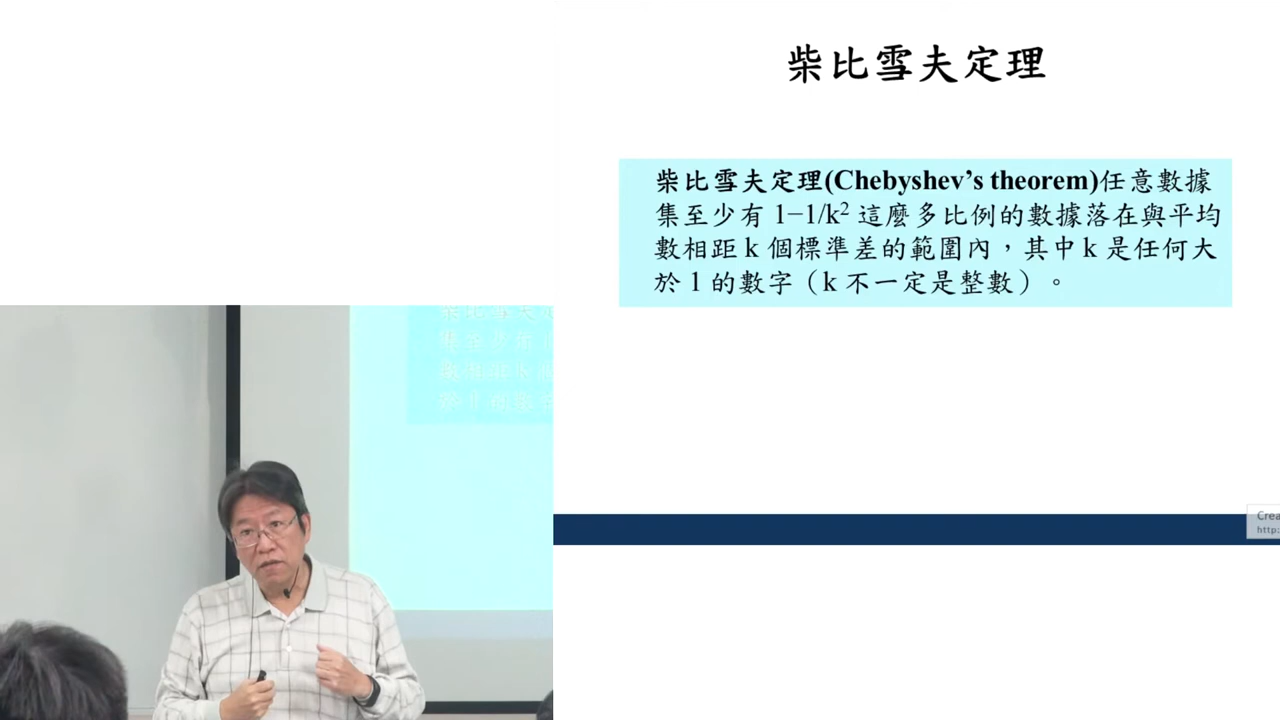 柴比雪夫定理
柴比雪夫定理(Chebyshev's theorem)任意數據
集至少有 1−1/k² 這麼多比例的數據落在與平均
數相距 k 個標準差的範圍內，其中 k 是任何大
於 1 的數字（k 不一定是整數）。
Crea
http: